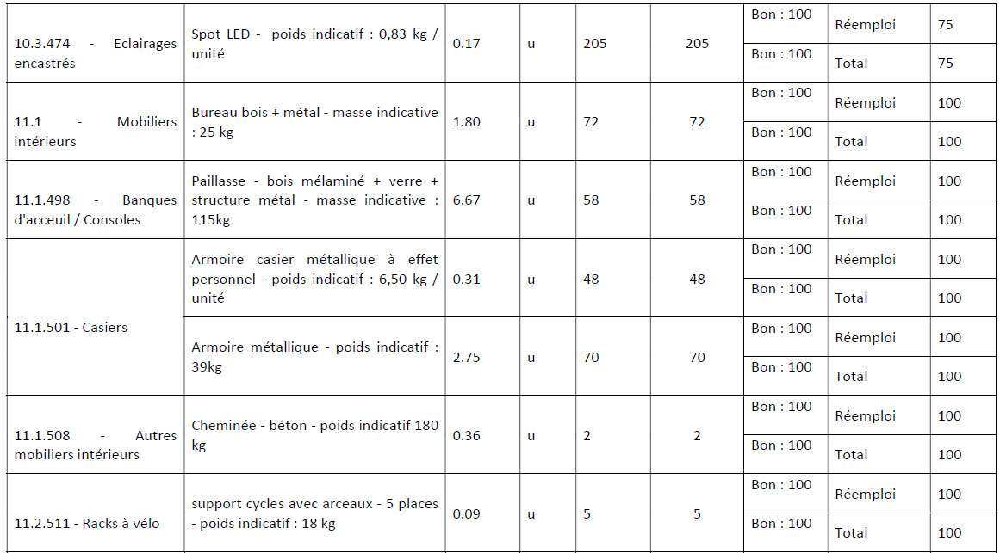 10.3.474 - Eclairages
encastrés
Spot LED - poids indicatif : 0,83 kg /
unité
0.17
u
205
205
Bon : 100
Réemploi
75
Bon : 100
Total
75
11.1 - Mobiliers
intérieurs
Bureau bois + métal - masse indicative
: 25 kg
1.80
u
72
72
Bon : 100
Réemploi
100
Bon : 100
Total
100
11.1.498 - Banques
d'acceuil / Consoles
Paillasse - bois mélaminé + verre +
structure métal - masse indicative :
115kg
6.67
u
58
58
Bon : 100
Réemploi
100
Bon : 100
Total
100
11.1.501 - Casiers
Armoire casier métallique à effet
personnel - poids indicatif : 6,50 kg /
unité
0.31
u
48
48
Bon : 100
Réemploi
100
Bon : 100
Total
100
Armoire métallique - poids indicatif :
39kg
2.75
u
70
70
Bon : 100
Réemploi
100
Bon : 100
Total
100
11.1.508 - Autres
mobiliers intérieurs
Cheminée - béton - poids indicatif 180
kg
0.36
u
2
2
Bon : 100
Réemploi
100
Bon : 100
Total
100
11.2.511 - Racks à vélo
support cycles avec arceaux - 5 places
- poids indicatif : 18 kg
0.09
u
5
5
Bon : 100
Réemploi
100
Bon : 100
Total
100